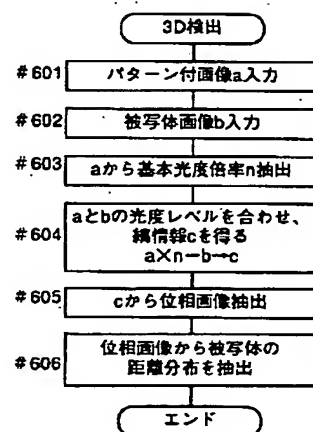 3D検出
#601
パターン付画像a入力
#602
被写体画像b入力
#603
aから基本光度倍率n抽出
#604
aとbの光度レベルを合わせ、
縞情報cを得る
a×n−b→c
#605
cから位相画像抽出
#606
位相画像から被写体の
距離分布を抽出
エンド